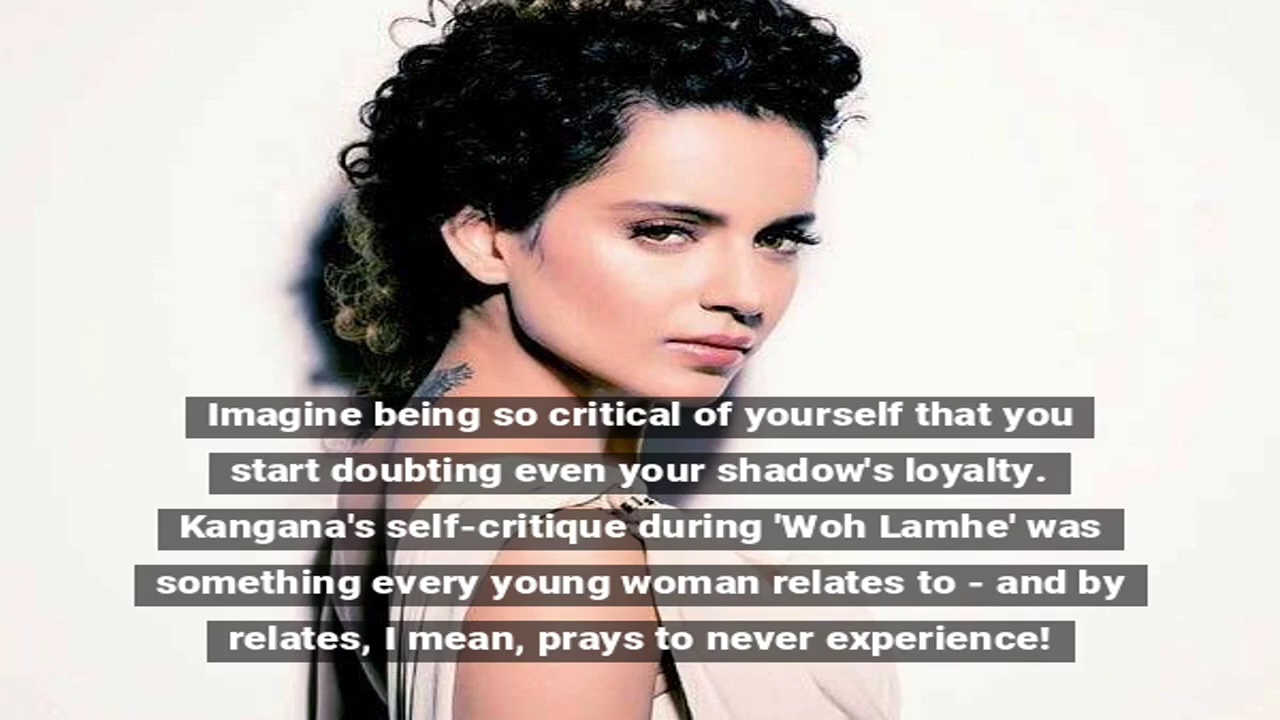 Imagine being so critical of yourself that you
start doubting even your shadow's loyalty.
Kangana's self-critique during 'Woh Lamhe' was
something every young woman relates to - and by
relates, I mean, prays to never experience!